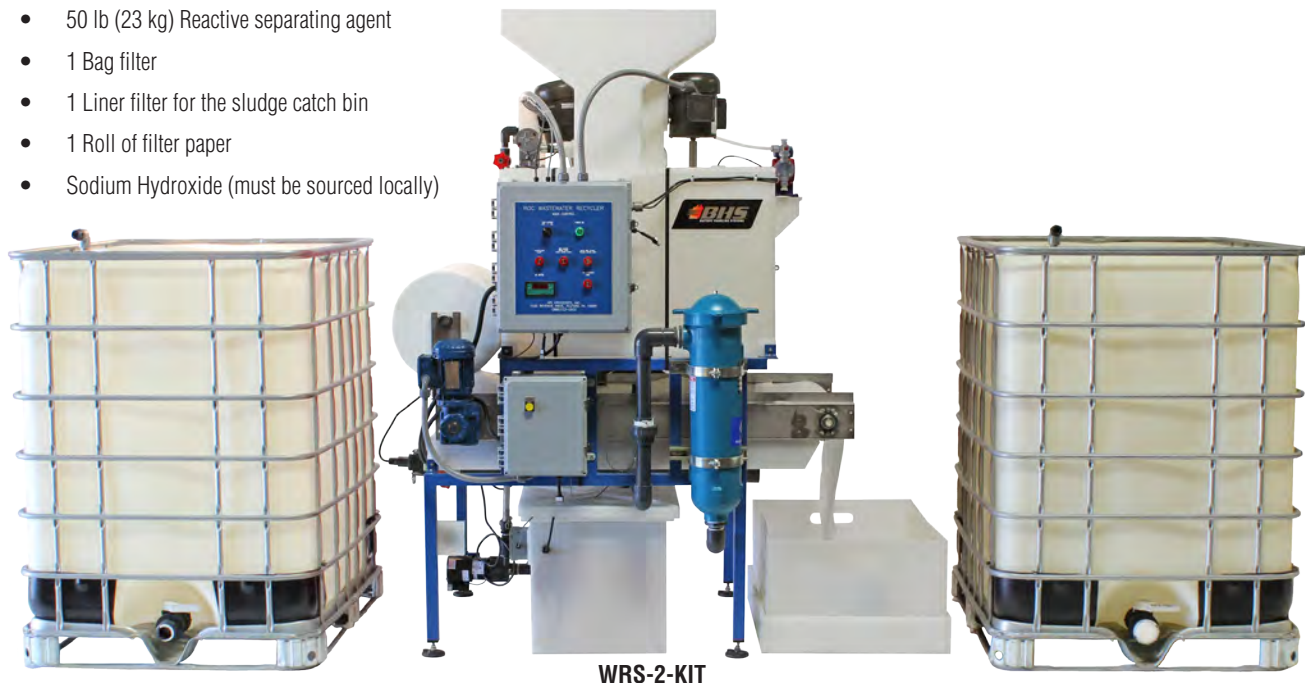 • 50 lb (23 kg) Reactive separating agent
• 1 Bag filter
• 1 Liner filter for the sludge catch bin
• 1 Roll of filter paper
• Sodium Hydroxide (must be sourced locally)
BHS
WRS-2-KIT